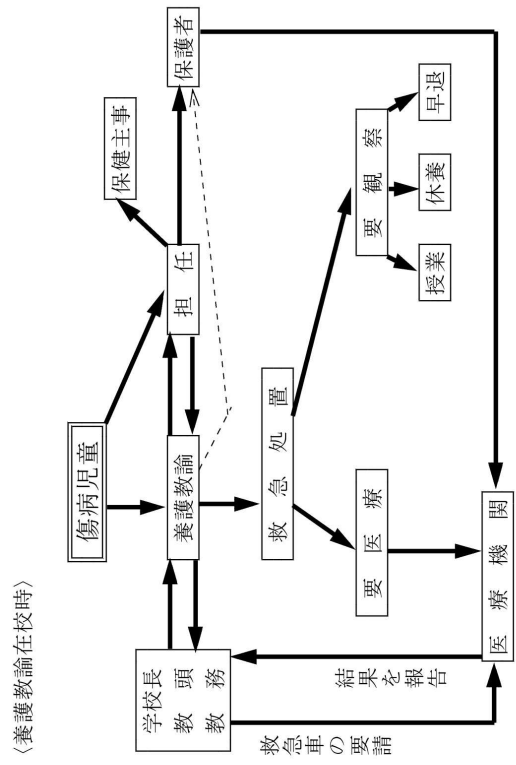 〈養護教諭在校時〉
傷病児童
学校長
教頭
教務
養護教諭
担任
保健主事
保護者
救急処置
要医療
要観察
授業
休養
早退
救急車の要請
結果を報告
医療機関